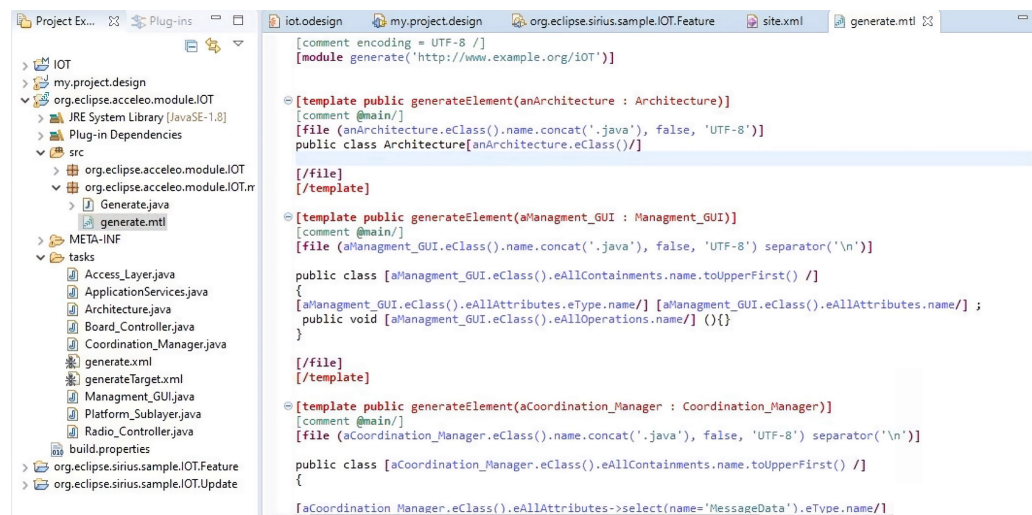 Project Ex...
Plug-ins
iot.odesign
my.project.design
org.eclipse.sirius.sample.IOT.Feature
site.xml
generate.mtl
IOT
my.project.design
org.eclipse.acceleo.module.IOT
JRE System Library [JavaSE-1.8]
Plug-in Dependencies
src
org.eclipse.acceleo.module.IOT
org.eclipse.acceleo.module.IOT.m
Generate.java
generate.mtl
META-INF
tasks
Access_Layer.java
ApplicationServices.java
Architecture.java
Board_Controller.java
Coordination_Manager.java
generate.xml
generateTarget.xml
Managment_GUI.java
Platform_Sublayer.java
Radio_Controller.java
build.properties
org.eclipse.sirius.sample.IOT.Feature
org.eclipse.sirius.sample.IOT.Update
[comment encoding = UTF-8 /]
[module generate('http://www.example.org/iOT')]
[template public generateElement(anArchitecture : Architecture)]
[comment @main/]
[file (anArchitecture.eClass().name.concat('.java'), false, 'UTF-8')]
public class Architecture[anArchitecture.eClass()/]
[/file]
[/template]
[template public generateElement(aManagment_GUI : Managment_GUI)]
[comment @main/]
[file (aManagment_GUI.eClass().name.concat('.java'), false, 'UTF-8') separator('\n')]
public class [aManagment_GUI.eClass().eAllContainments.name.toUpperFirst() /]
{
[aManagment_GUI.eClass().eAllAttributes.eType.name/] [aManagment_GUI.eClass().eAllAttributes.name/] ;
public void [aManagment_GUI.eClass().eAllOperations.name/] (){}
}
[/file]
[/template]
[template public generateElement(aCoordination_Manager : Coordination_Manager)]
[comment @main/]
[file (aCoordination_Manager.eClass().name.concat('.java'), false, 'UTF-8') separator('\n')]
public class [aCoordination_Manager.eClass().eAllContainments.name.toUpperFirst() /]
{
[aCoordination_Manager.eClass().eAllAttributes->select(name='MessageData').eType.name/]